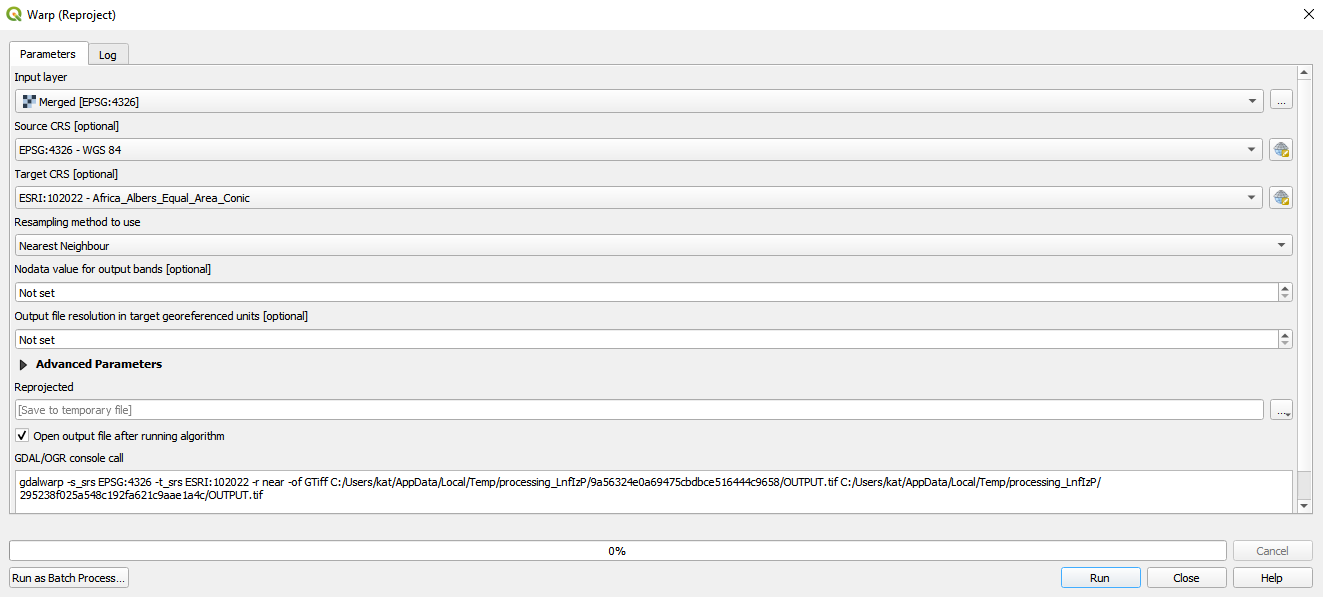 Warp (Reproject)
Parameters
Log
Input layer
Merged [EPSG:4326]
...
Source CRS [optional]
EPSG:4326 - WGS 84
Target CRS [optional]
ESRI:102022 - Africa_Albers_Equal_Area_Conic
Resampling method to use
Nearest Neighbour
Nodata value for output bands [optional]
Not set
Output file resolution in target georeferenced units [optional]
Not set
Advanced Parameters
Reprojected
[Save to temporary file]
...
Open output file after running algorithm
GDAL/OGR console call
gdalwarp -s_srs EPSG:4326 -t_srs ESRI:102022 -r near -of GTiff C:/Users/kat/AppData/Local/Temp/processing_LnfIzP/9a56324e0a69475cbdbce516444c9658/OUTPUT.tif C:/Users/kat/AppData/Local/Temp/processing_LnfIzP/
295238f025a548c192fa621c9aae1a4c/OUTPUT.tif
0%
Cancel
Run as Batch Process...
Run
Close
Help